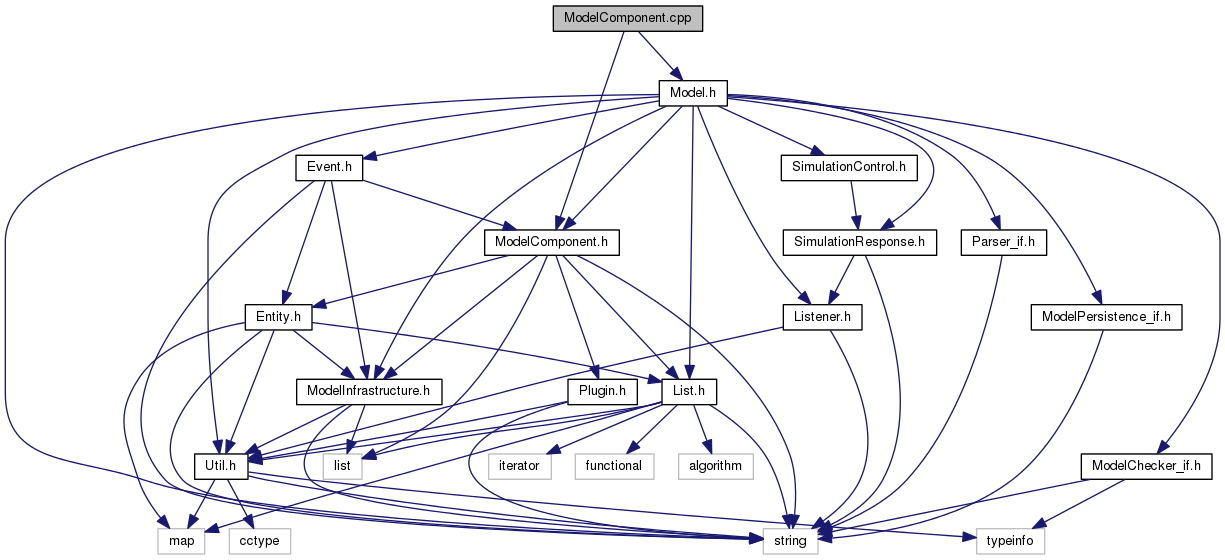 ModelComponent.cpp
Model.h
Event.h
SimulationControl.h
ModelComponent.h
SimulationResponse.h
Parser_if.h
Entity.h
Listener.h
ModelPersistence_if.h
ModelInfrastructure.h
Plugin.h
List.h
Util.h
list
iterator
functional
algorithm
ModelChecker_if.h
map
cctype
string
typeinfo